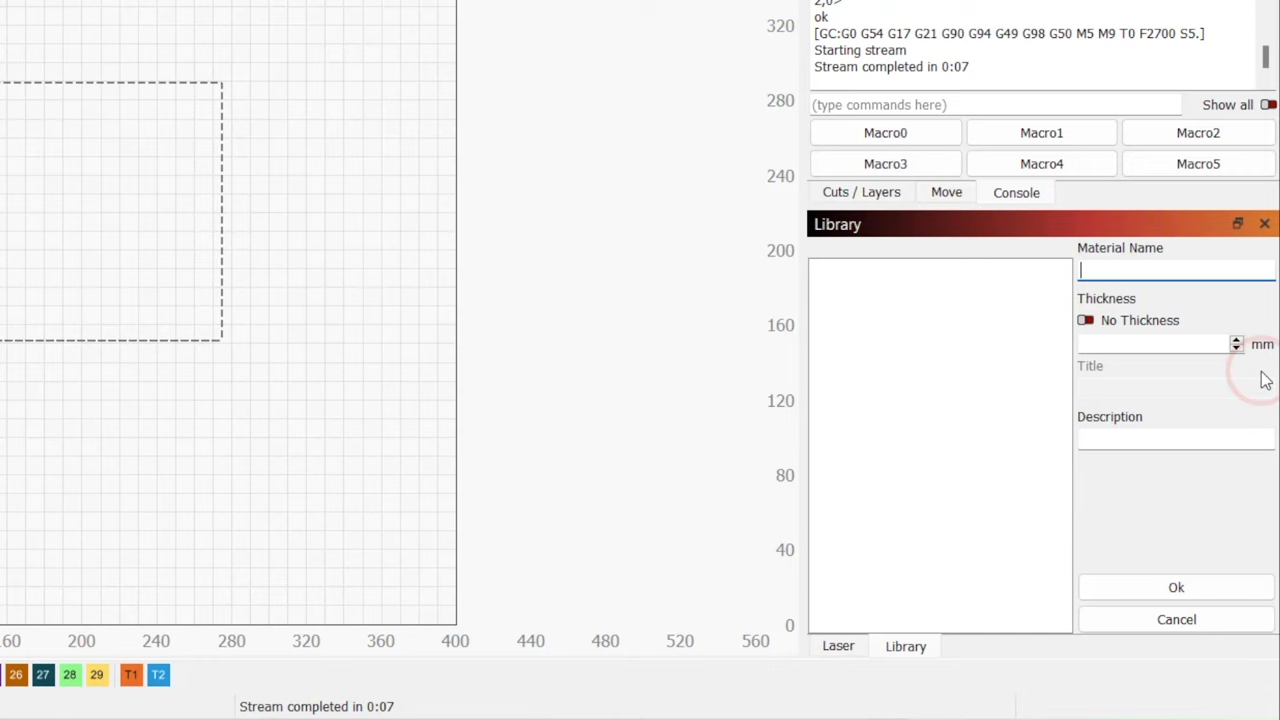 2,0>
ok
[GC:G0 G54 G17 G21 G90 G94 G49 G98 G50 M5 M9 T0 F2700 S5.]
Starting stream
Stream completed in 0:07
(type commands here)
Show all
Macro0
Macro1
Macro2
Macro3
Macro4
Macro5
Cuts / Layers
Move
Console
Library
Material Name
Thickness
No Thickness
mm
Title
Description
Ok
Cancel
Laser
Library
320
280
240
200
160
120
80
40
0
160 200 240 280 320 360 400 440 480 520 560
26 27 28 29 T1 T2
Stream completed in 0:07